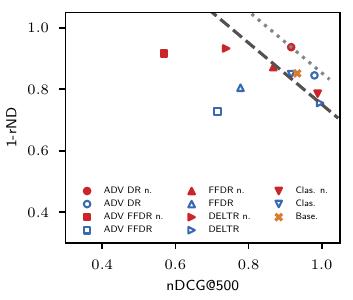 1.0
0.8
0.6
0.4
1-rND
ADV DR n.
ADV DR
ADV FFDR n.
ADV FFDR
FFDR n.
FFDR
DELTR n.
DELTR
Clas. n.
Clas.
Base.
0.4 0.6 0.8 1.0
nDCG@500